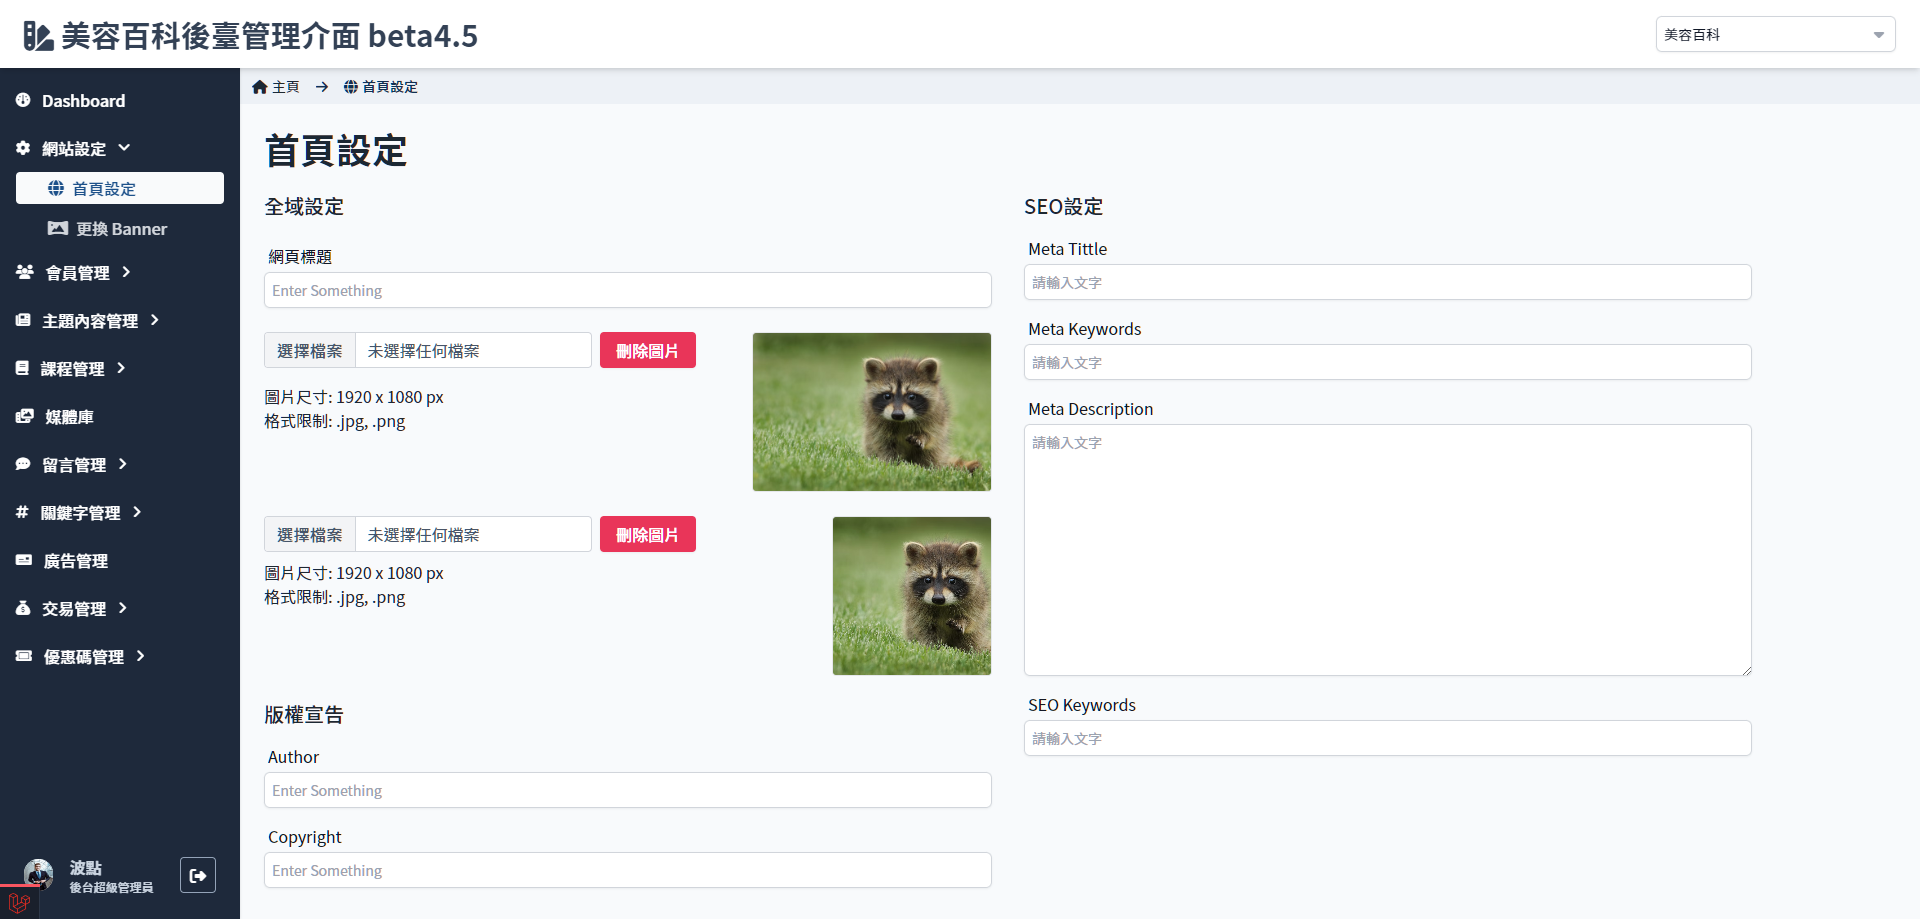 美容百科後臺管理介面 beta4.5
美容百科
Dashboard
網站設定
首頁設定
更換 Banner
會員管理
主題內容管理
課程管理
媒體庫
留言管理
關鍵字管理
廣告管理
交易管理
優惠碼管理
波點
後台超級管理員
主頁
首頁設定
首頁設定
全域設定
網頁標題
Enter Something
選擇檔案 未選擇任何檔案 刪除圖片
圖片尺寸: 1920 x 1080 px
格式限制: .jpg, .png
選擇檔案 未選擇任何檔案 刪除圖片
圖片尺寸: 1920 x 1080 px
格式限制: .jpg, .png
版權宣告
Author
Enter Something
Copyright
Enter Something
SEO設定
Meta Tittle
請輸入文字
Meta Keywords
請輸入文字
Meta Description
請輸入文字
SEO Keywords
請輸入文字